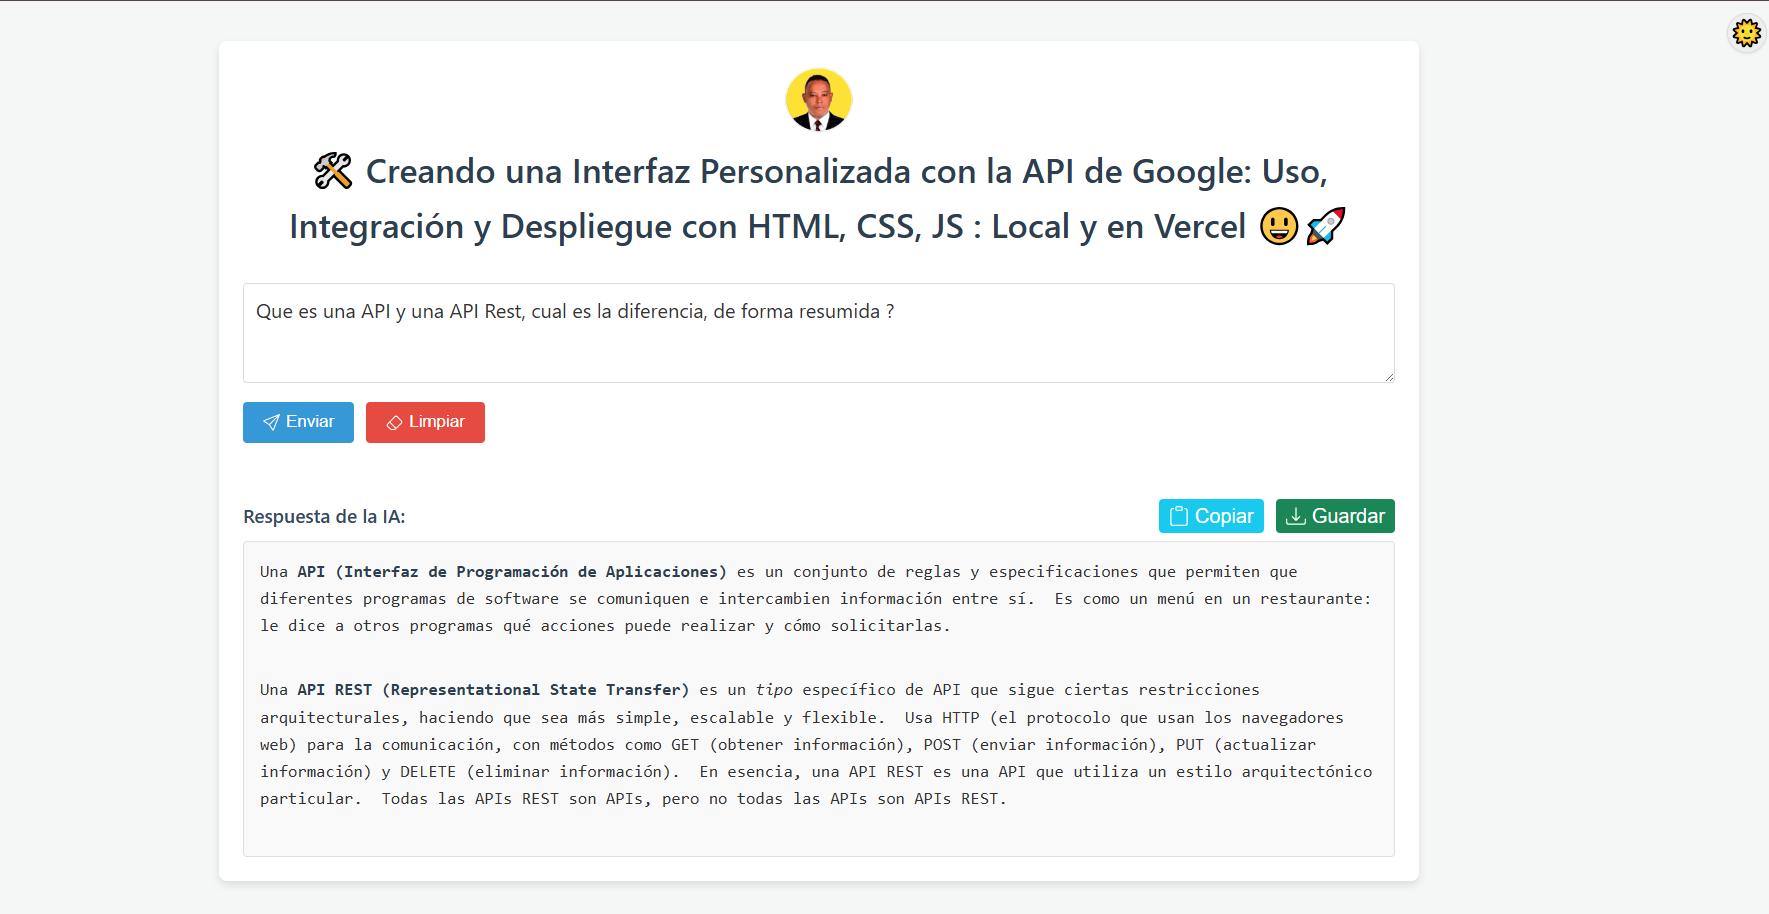 🛠 Creando una Interfaz Personalizada con la API de Google: Uso,
Integración y Despliegue con HTML, CSS, JS : Local y en Vercel 😃🚀
Que es una API y una API Rest, cual es la diferencia, de forma resumida ?
Enviar Limpiar
Respuesta de la IA: Copiar Guardar
Una API (Interfaz de Programación de Aplicaciones) es un conjunto de reglas y especificaciones que permiten que
diferentes programas de software se comuniquen e intercambien información entre sí.  Es como un menú en un restaurante:
le dice a otros programas qué acciones puede realizar y cómo solicitarlas.
Una API REST (Representational State Transfer) es un tipo específico de API que sigue ciertas restricciones
arquitecturales, haciendo que sea más simple, escalable y flexible.  Usa HTTP (el protocolo que usan los navegadores
web) para la comunicación, con métodos como GET (obtener información), POST (enviar información), PUT (actualizar
información) y DELETE (eliminar información).  En esencia, una API REST es una API que utiliza un estilo arquitectónico
particular.  Todas las APIs REST son APIs, pero no todas las APIs son APIs REST.